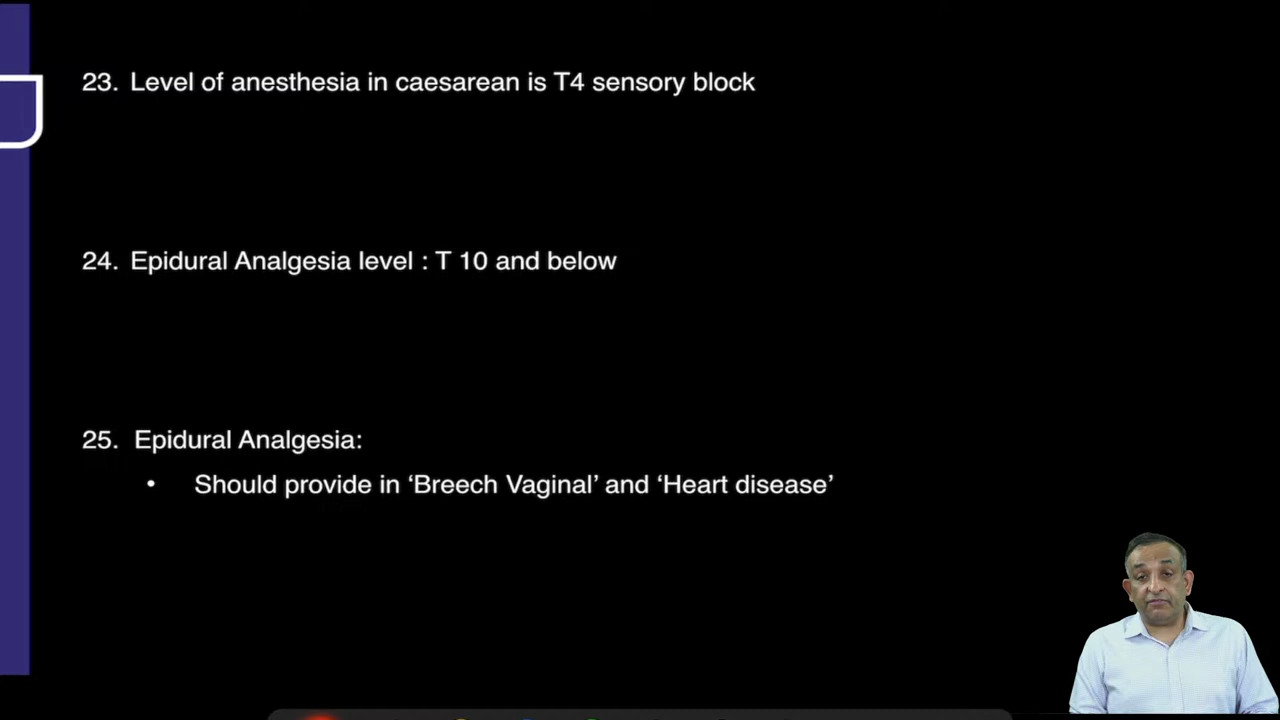 23. Level of anesthesia in caesarean is T4 sensory block
24. Epidural Analgesia level : T 10 and below
25. Epidural Analgesia:
• Should provide in ‘Breech Vaginal’ and ‘Heart disease’